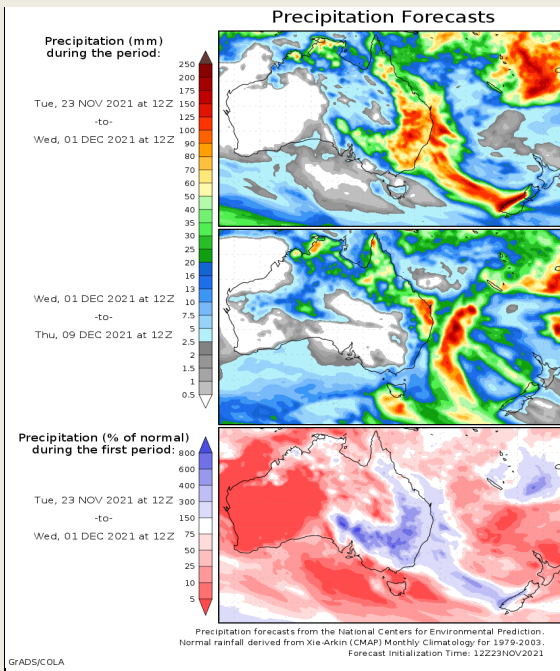 Precipitation Forecasts
Precipitation (mm)
during the period:
Tue, 23 NOV 2021 at 12Z
-to-
Wed, 01 DEC 2021 at 12Z
250
200
175
150
125
100
90
80
70
60
50
40
35
30
25
20
16
13
10
7.5
5
2.5
2
1.5
1
0.5
Wed, 01 DEC 2021 at 12Z
-to-
Thu, 09 DEC 2021 at 12Z
Precipitation (% of normal)
during the first period:
Tue, 23 NOV 2021 at 12Z
-to-
Wed, 01 DEC 2021 at 12Z
800
600
400
300
150
75
50
25
10
5
Precipitation forecasts from the National Centers for Environmental Prediction.
Normal rainfall derived from Xie-Arkin (CMAP) Monthly Climatology for 1979-2003.
Forecast Initialization Time: 12Z23NOV2021
GrADS/COLA